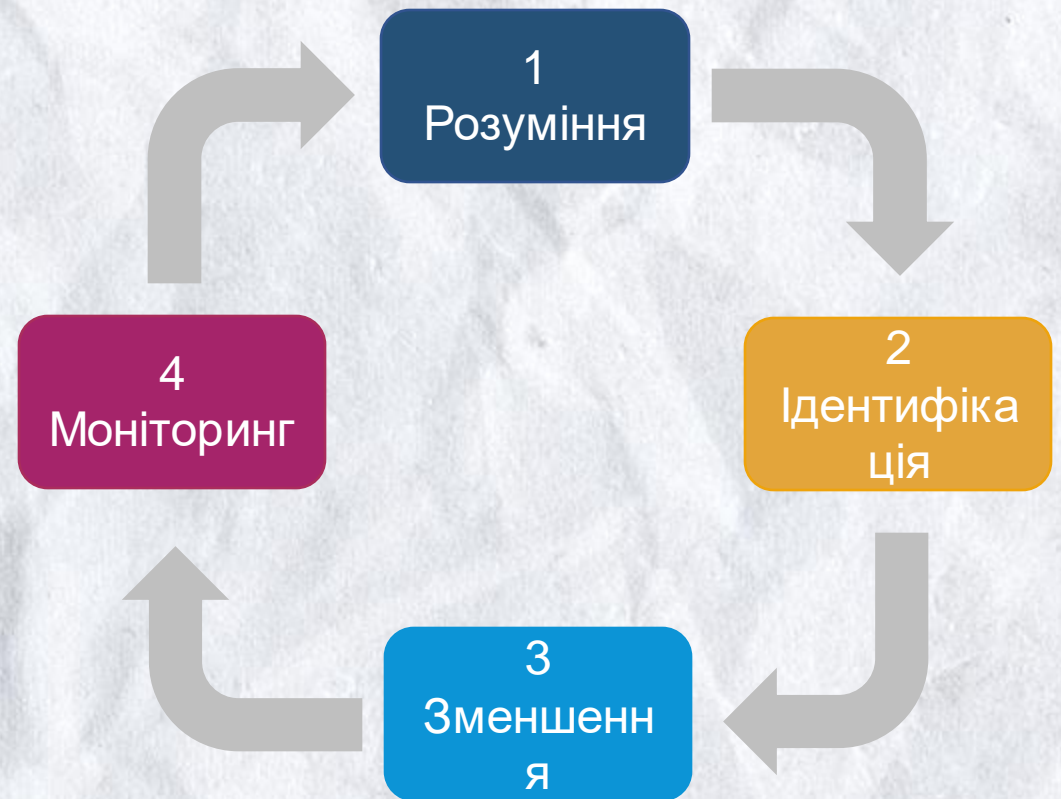 1
Розуміння
2
Ідентифіка
ція
3
Зменшенн
я
4
Моніторинг